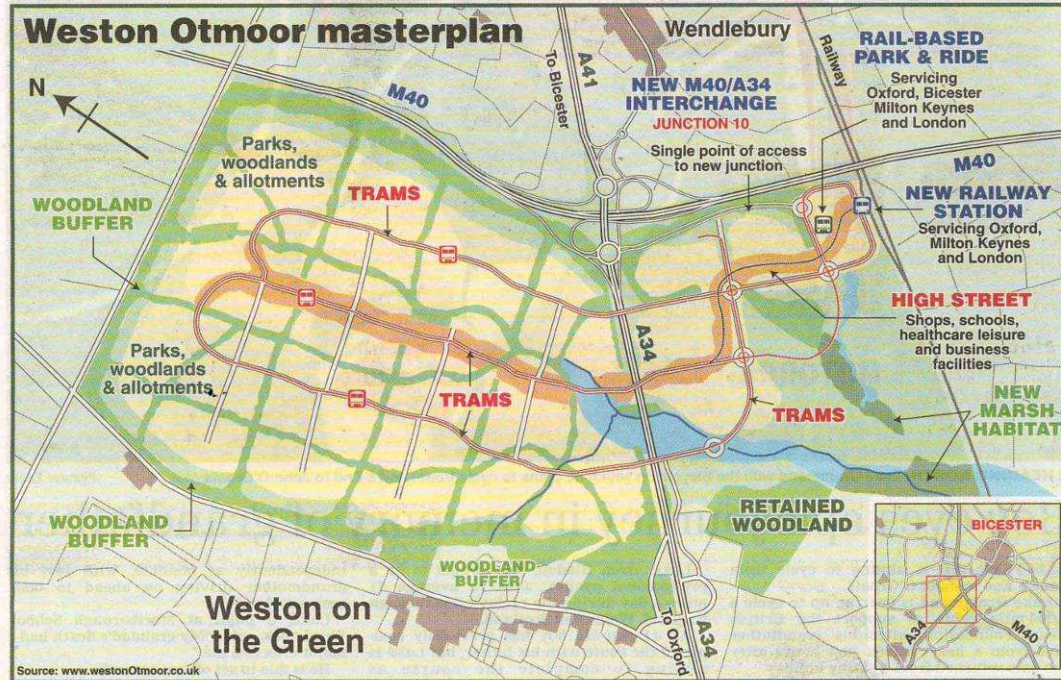 Weston Otmoor masterplan
N
M40
A41
To Bicester
Wendlebury
Railway
RAIL-BASED
PARK & RIDE
Servicing
Oxford, Bicester
Milton Keynes
and London
NEW M40/A34
INTERCHANGE
JUNCTION 10
Single point of access
to new junction
M40
NEW RAILWAY
STATION
Servicing Oxford,
Milton Keynes
and London
Parks,
woodlands
& allotments
TRAMS
WOODLAND
BUFFER
HIGH STREET
Shops, schools,
healthcare leisure
and business
facilities
A34
Parks,
woodlands
& allotments
TRAMS
TRAMS
NEW
MARSH
HABITAT
WOODLAND
BUFFER
RETAINED
WOODLAND
WOODLAND
BUFFER
Weston on
the Green
To Oxford
A34
BICESTER
A34
M40
Source: www.westonOtmoor.co.uk